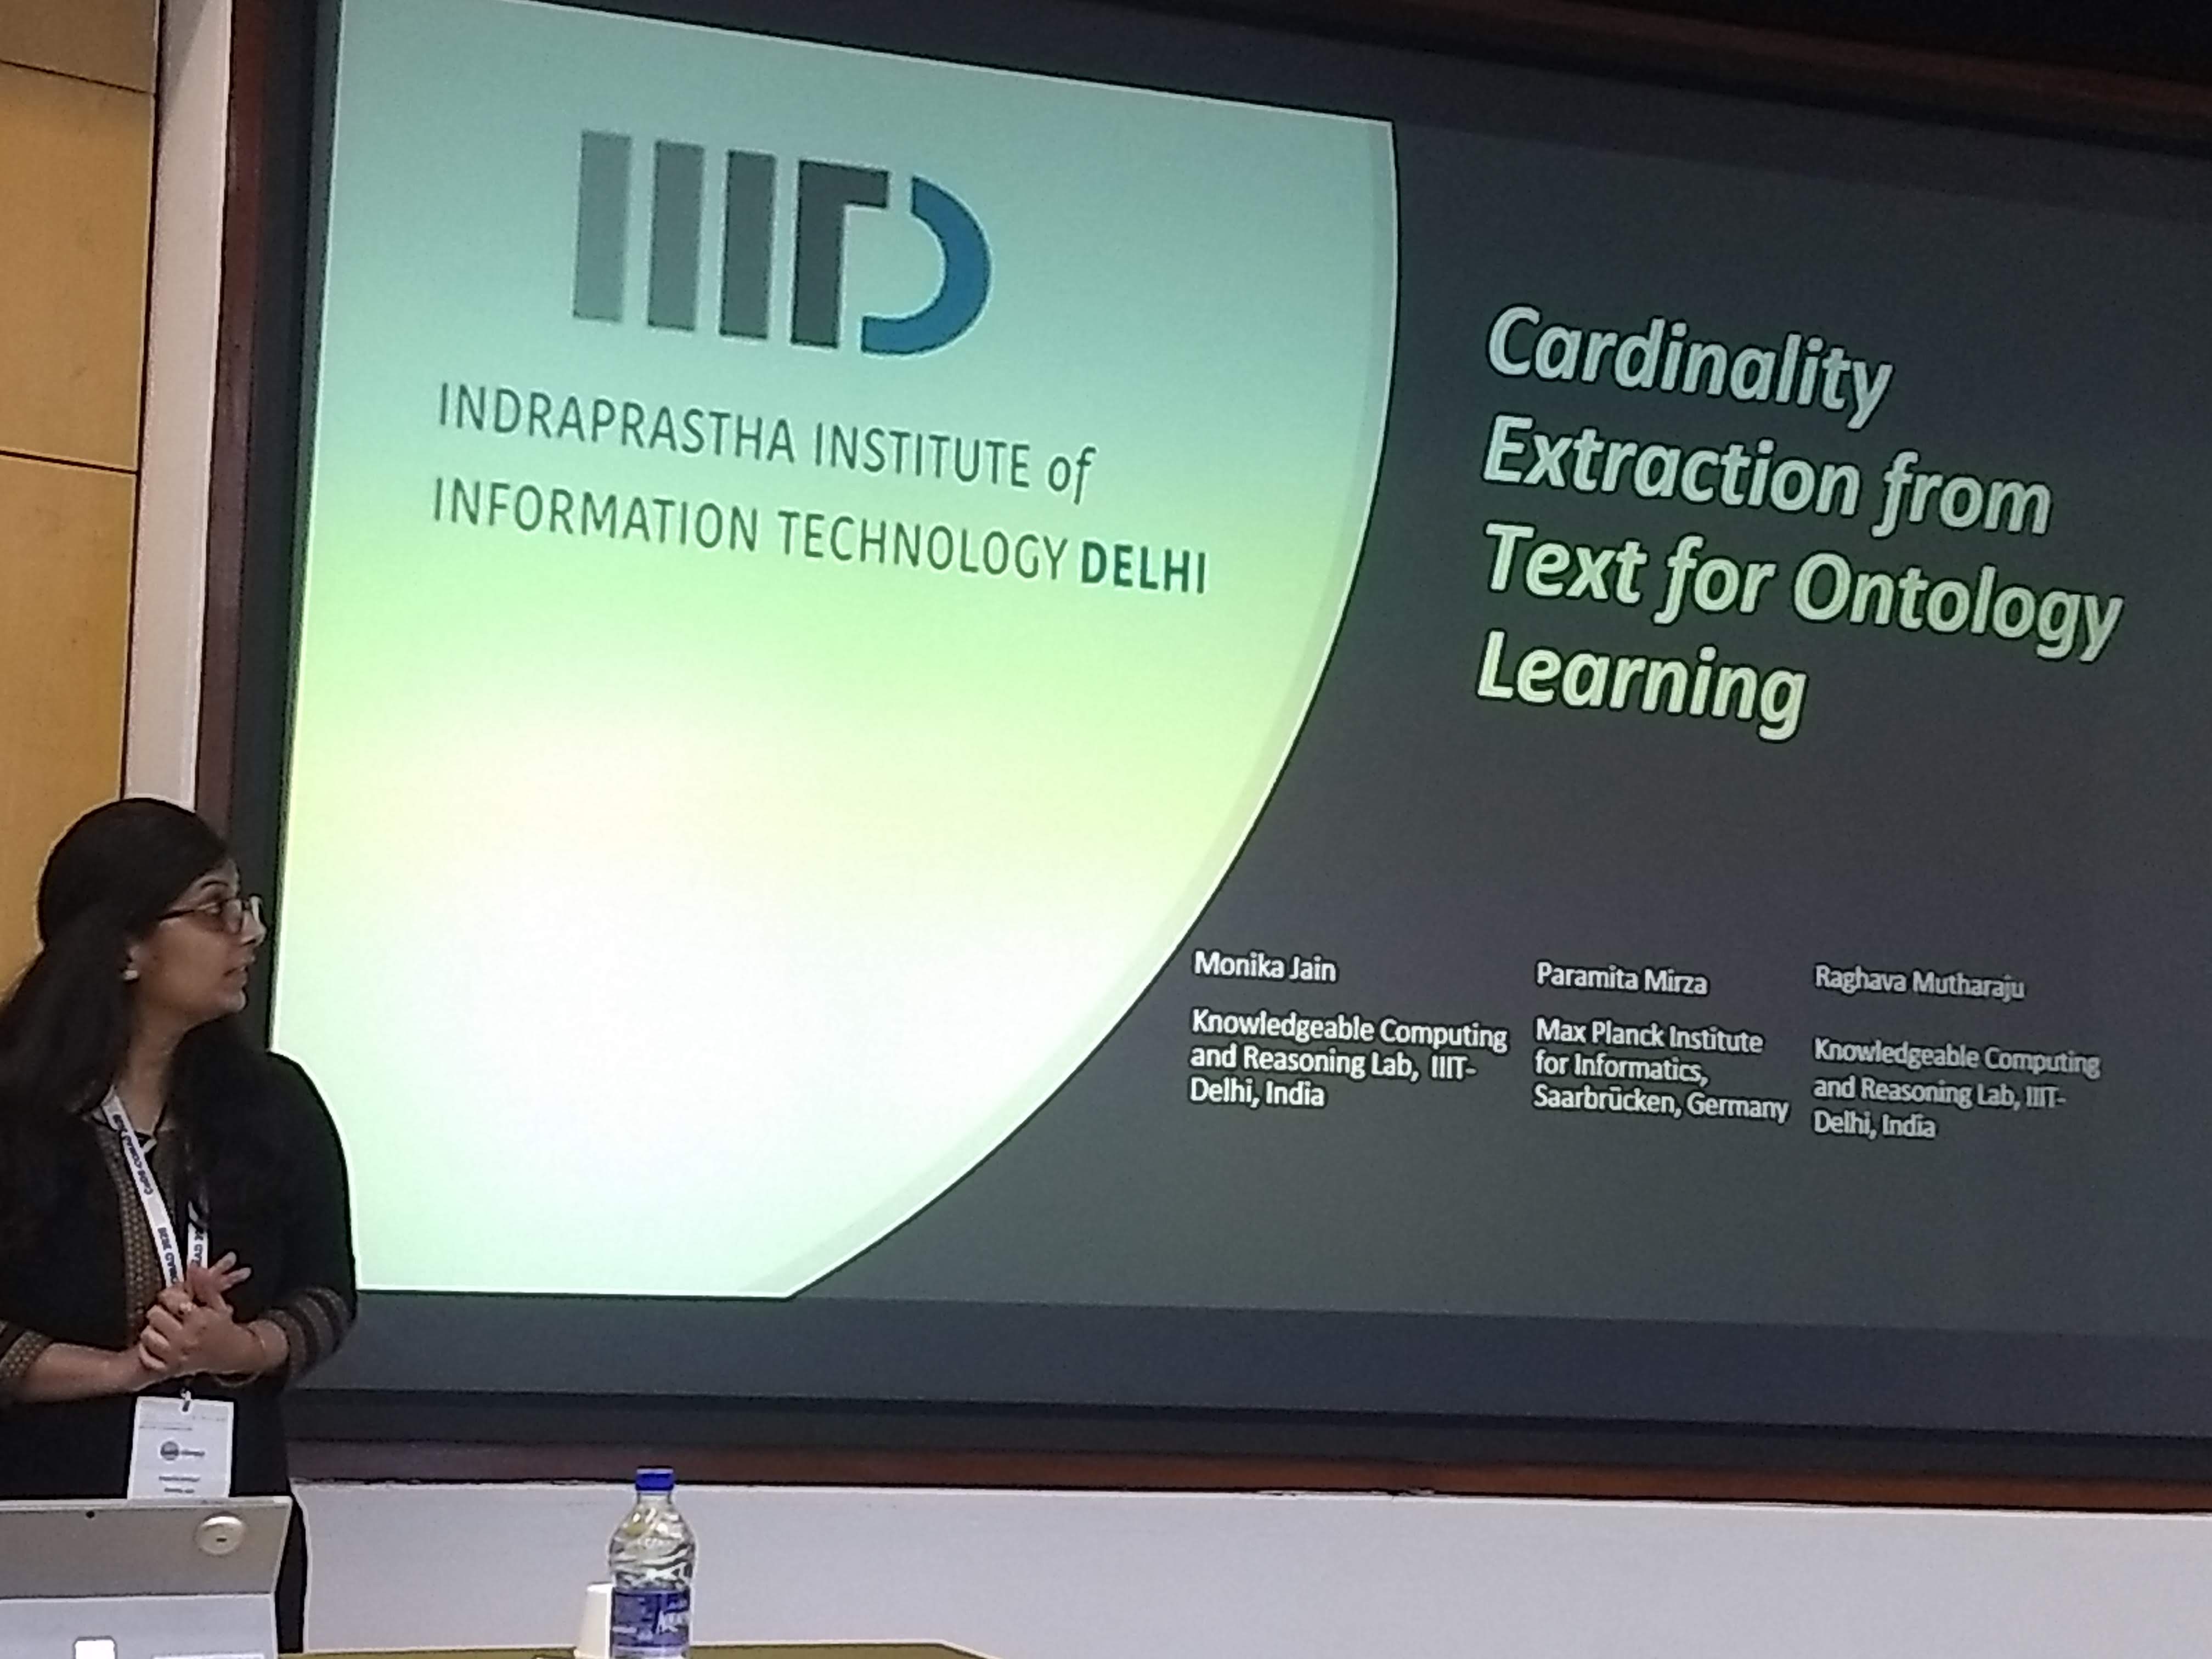 IIITD
INDRAPRASTHA INSTITUTE of
INFORMATION TECHNOLOGY DELHI
Cardinality
Extraction from
Text for Ontology
Learning
Monika Jain
Knowledgeable Computing
and Reasoning Lab, IIIT-
Delhi, India
Paramita Mirza
Max Planck Institute
for Informatics,
Saarbrücken, Germany
Raghava Mutharaju
Knowledgeable Computing
and Reasoning Lab, IIIT-
Delhi, India